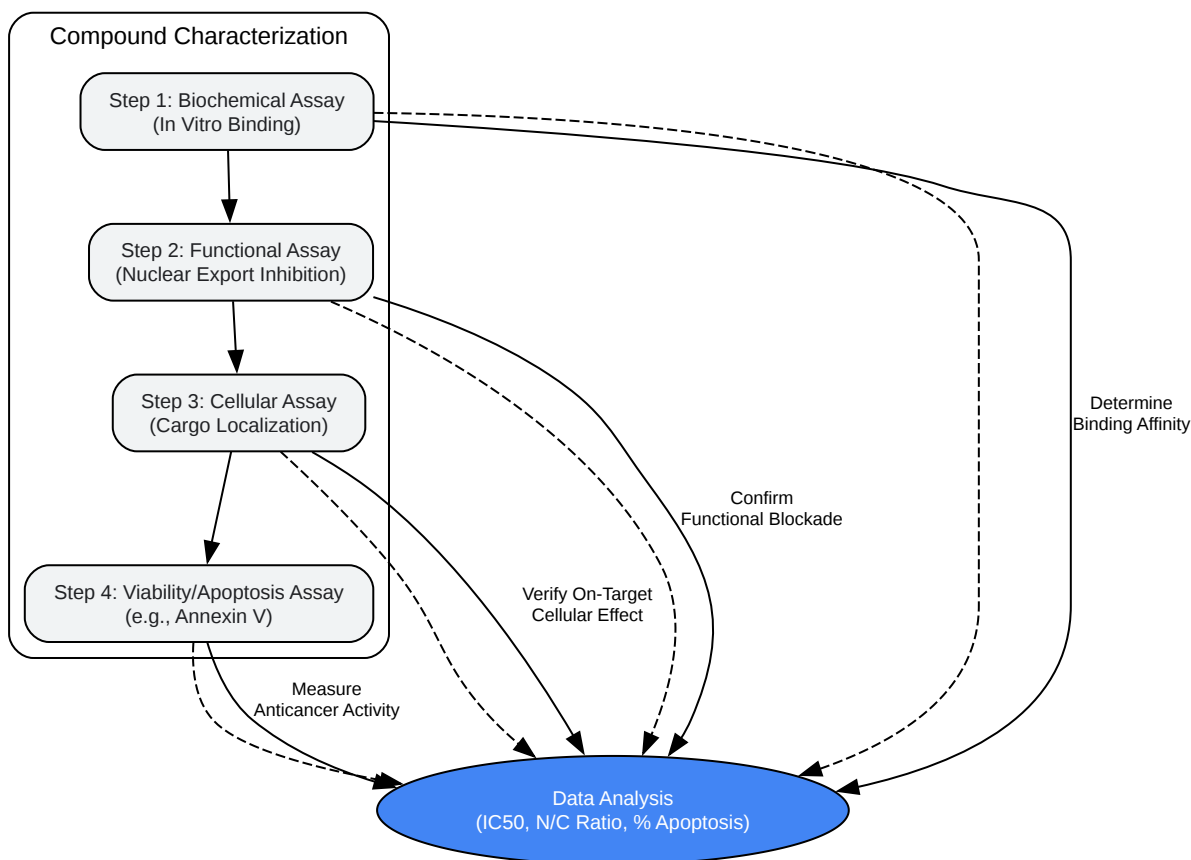 Compound Characterization
Step 1: Biochemical Assay
(In Vitro Binding)
Step 2: Functional Assay
(Nuclear Export Inhibition)
Step 3: Cellular Assay
(Cargo Localization)
Determine
Binding Affinity
Confirm
Functional Blockade
Step 4: Viability/Apoptosis Assay
(e.g., Annexin V)
Verify On-Target
Cellular Effect
Measure
Anticancer Activity
Data Analysis
(IC50, N/C Ratio, % Apoptosis)